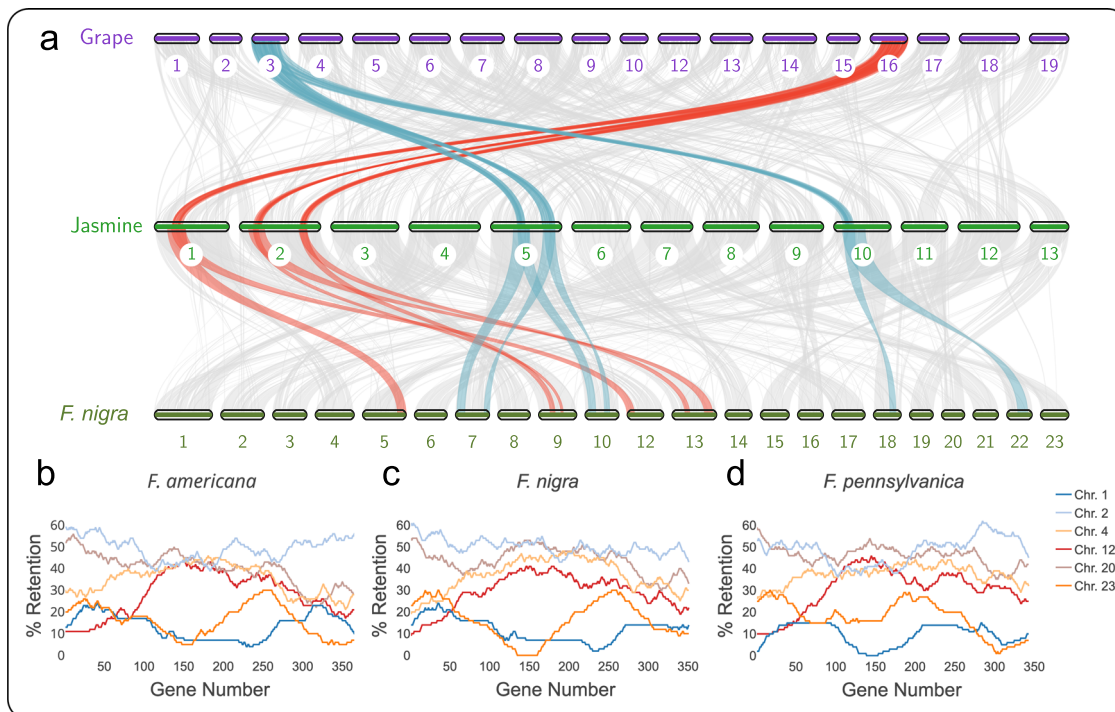 a
Grape
1 2 3 4 5 6 7 8 9 10 12 13 14 15 16 17 18 19
Jasmine
1 2 3 4 5 6 7 8 9 10 11 12 13
F. nigra
1 2 3 4 5 6 7 8 9 10 12 13 14 15 16 17 18 19 20 21 22 23
b F. americana c F. nigra d F. pennsylvanica
% Retention
60
50
40
30
20
10
0
50 100 150 200 250 300 350
Gene Number
% Retention
60
50
40
30
20
10
0
50 100 150 200 250 300 350
Gene Number
% Retention
60
50
40
30
20
10
0
50 100 150 200 250 300 350
Gene Number
Chr. 1
Chr. 2
Chr. 4
Chr. 12
Chr. 20
Chr. 23